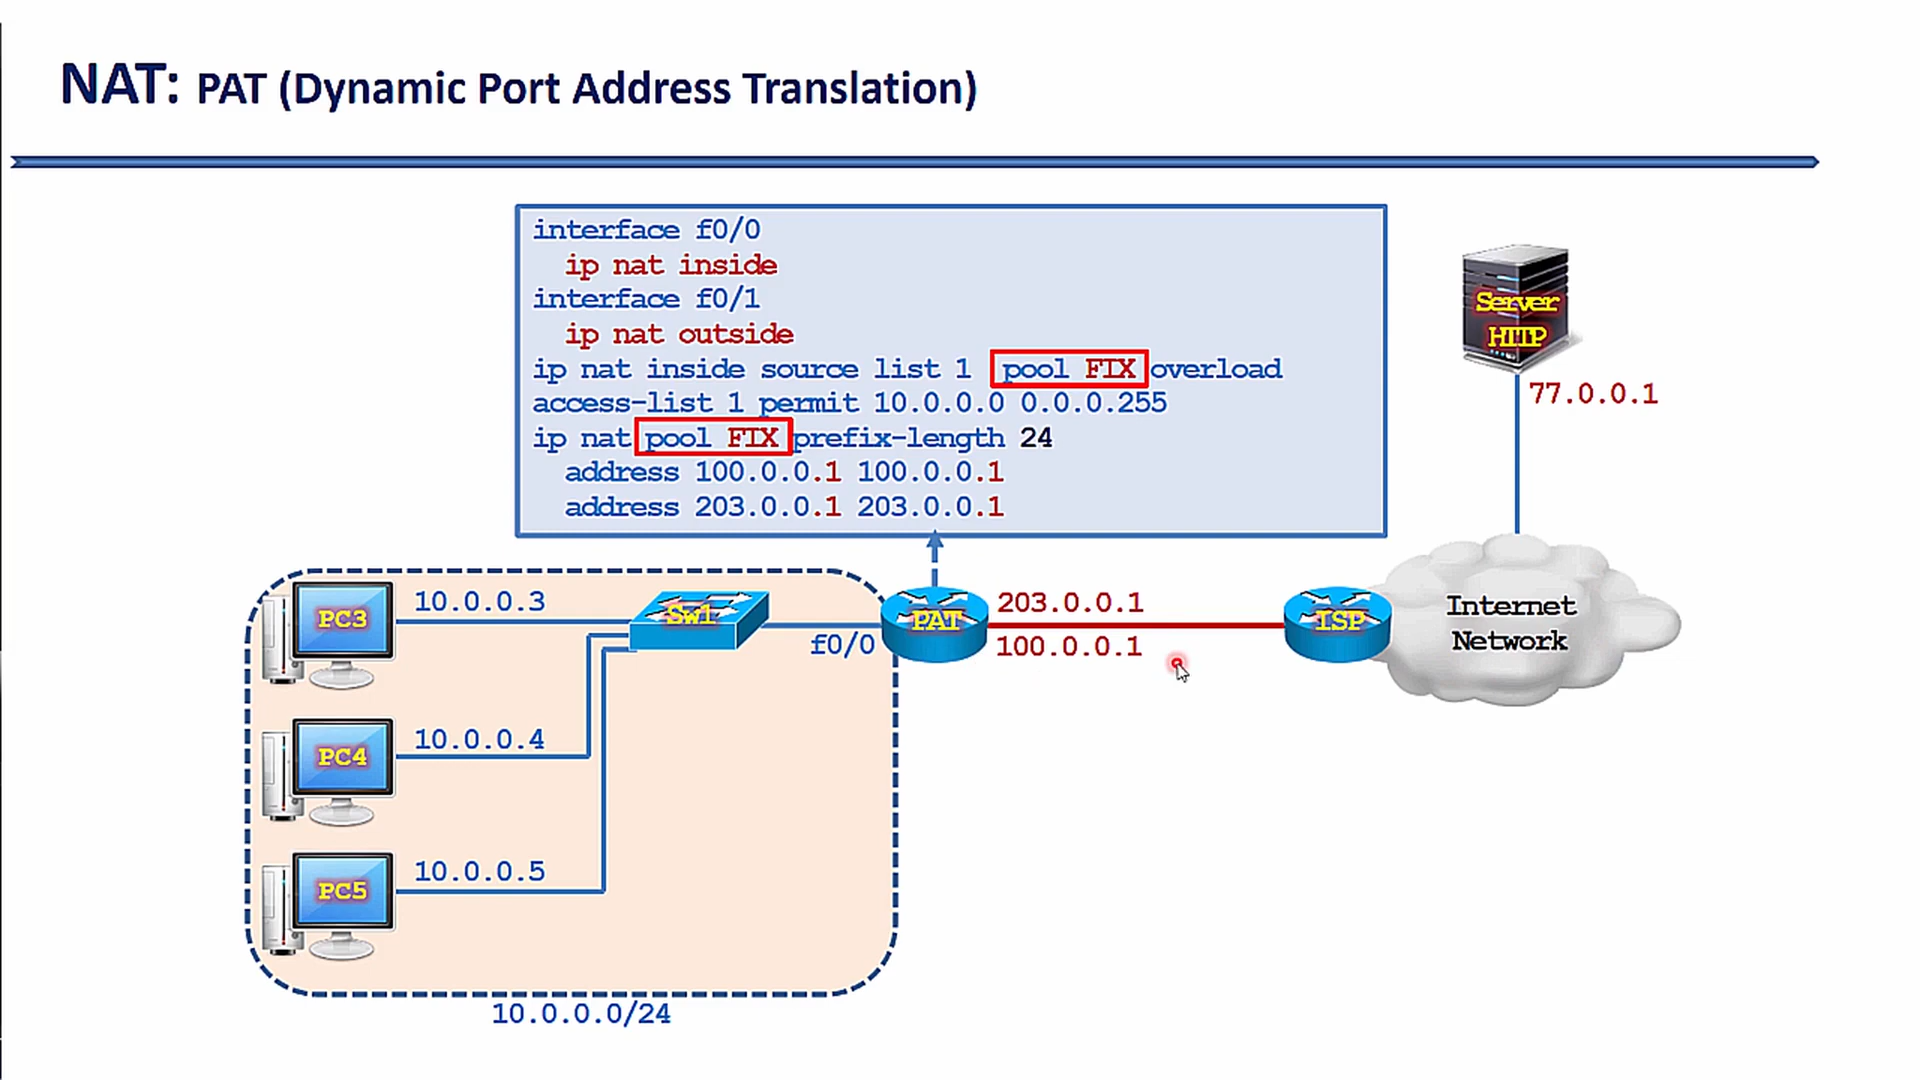 NAT: PAT (Dynamic Port Address Translation)
interface f0/0
ip nat inside
interface f0/1
ip nat outside
ip nat inside source list 1 pool FIX overload
access-list 1 permit 10.0.0.0 0.0.0.255
ip nat pool FIX prefix-length 24
address 100.0.0.1 100.0.0.1
address 203.0.0.1 203.0.0.1
Server
HTTP
77.0.0.1
PC3
10.0.0.3
Sw1
f0/0
PAT
203.0.0.1
100.0.0.1
ISP
Internet
Network
PC4
10.0.0.4
PC5
10.0.0.5
10.0.0.0/24